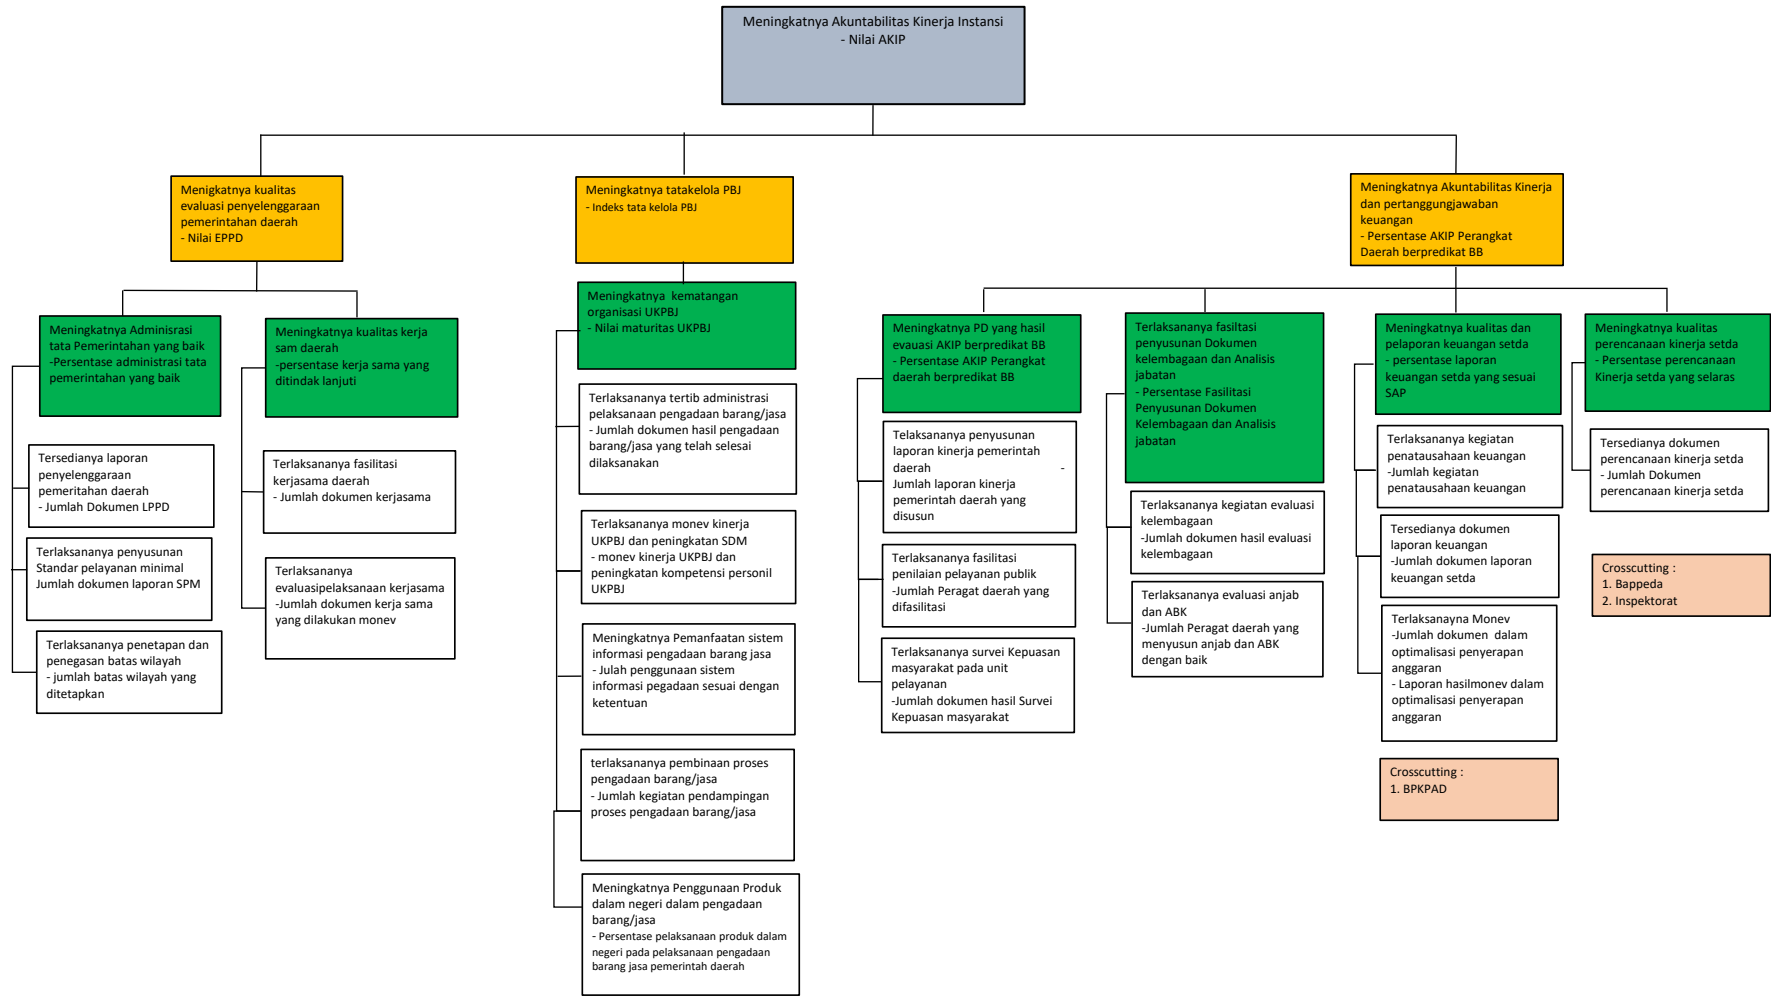 Meningkatnya Akuntabilitas Kinerja Instansi
- Nilai AKIP
Menigkatnya kualitas
evaluasi penyelenggaraan
pemerintahan daerah
- Nilai EPPD
Meningkatnya tatakelola PBJ
- Indeks tata kelola PBJ
Meningkatnya Akuntabilitas Kinerja
dan pertanggungjawaban
keuangan
- Persentase AKIP Perangkat
Daerah berpredikat BB
Meningkatnya Adminisrasi
tata Pemerintahan yang baik
-Persentase administrasi tata
pemerintahan yang baik
Meningkatnya kualitas kerja
sam daerah
-persentase kerja sama yang
ditindak lanjuti
Meningkatnya  kematangan
organisasi UKPBJ
- Nilai maturitas UKPBJ
Meningkatnya PD yang hasil
evauasi AKIP berpredikat BB
- Persentase AKIP Perangkat
daerah berpredikat BB
Terlaksananya fasiltasi
penyusunan Dokumen
kelembagaan dan Analisis
jabatan
- Persentase Fasilitasi
Penyusunan Dokumen
Kelembagaan dan Analisis
jabatan
Meningkatnya kualitas dan
pelaporan keuangan setda
- persentase laporan
keuangan setda yang sesuai
SAP
Meningkatnya kualitas
perencanaan kinerja setda
- Persentase perencanaan
Kinerja setda yang selaras
Tersedianya laporan
penyelenggaraan
pemeritahan daerah
- Jumlah Dokumen LPPD
Terlaksananya penyusunan
Standar pelayanan minimal
Jumlah dokumen laporan SPM
Terlaksananya penetapan dan
penegasan batas wilayah
- jumlah batas wilayah yang
ditetapkan
Terlaksananya fasilitasi
kerjasama daerah
- Jumlah dokumen kerjasama
Terlaksananya
evaluasipelaksanaan kerjasama
-Jumlah dokumen kerja sama
yang dilakukan monev
Terlaksananya tertib administrasi
pelaksanaan pengadaan barang/jasa
- Jumlah dokumen hasil pengadaan
barang/jasa yang telah selesai
dilaksanakan
Terlaksananya monev kinerja
UKPBJ dan peningkatan SDM
- monev kinerja UKPBJ dan
peningkatan kompetensi personil
UKPBJ
Meningkatnya Pemanfaatan sistem
informasi pengadaan barang jasa
- Julah penggunaan sistem
informasi pegadaan sesuai dengan
ketentuan
terlaksananya pembinaan proses
pengadaan barang/jasa
- Jumlah kegiatan pendampingan
proses pengadaan barang/jasa
Meningkatnya Penggunaan Produk
dalam negeri dalam pengadaan
barang/jasa
- Persentase pelaksanaan produk dalam
negeri pada pelaksanaan pengadaan
barang jasa pemerintah daerah
Telaksananya penyusunan
laporan kinerja pemerintah
daerah -
Jumlah laporan kinerja
pemerintah daerah yang
disusun
Terlaksananya fasilitasi
penilaian pelayanan publik
-Jumlah Peragat daerah yang
difasilitasi
Terlaksananya survei Kepuasan
masyarakat pada unit
pelayanan
-Jumlah dokumen hasil Survei
Kepuasan masyarakat
Terlaksananya kegiatan evaluasi
kelembagaan
-Jumlah dokumen hasil evaluasi
kelembagaan
Terlaksananya evaluasi anjab
dan ABK
-Jumlah Peragat daerah yang
menyusun anjab dan ABK
dengan baik
Terlaksananya kegiatan
penatausahaan keuangan
-Jumlah kegiatan
penatausahaan keuangan
Tersedianya dokumen
laporan keuangan
-Jumlah dokumen laporan
keuangan setda
Terlaksanayna Monev
-Jumlah dokumen  dalam
optimalisasi penyerapan
anggaran
- Laporan hasilmonev dalam
optimalisasi penyerapan
anggaran
Crosscutting :
1. BPKPAD
Tersedianya dokumen
perencanaan kinerja setda
- Jumlah Dokumen
perencanaan kinerja setda
Crosscutting :
1. Bappeda
2. Inspektorat